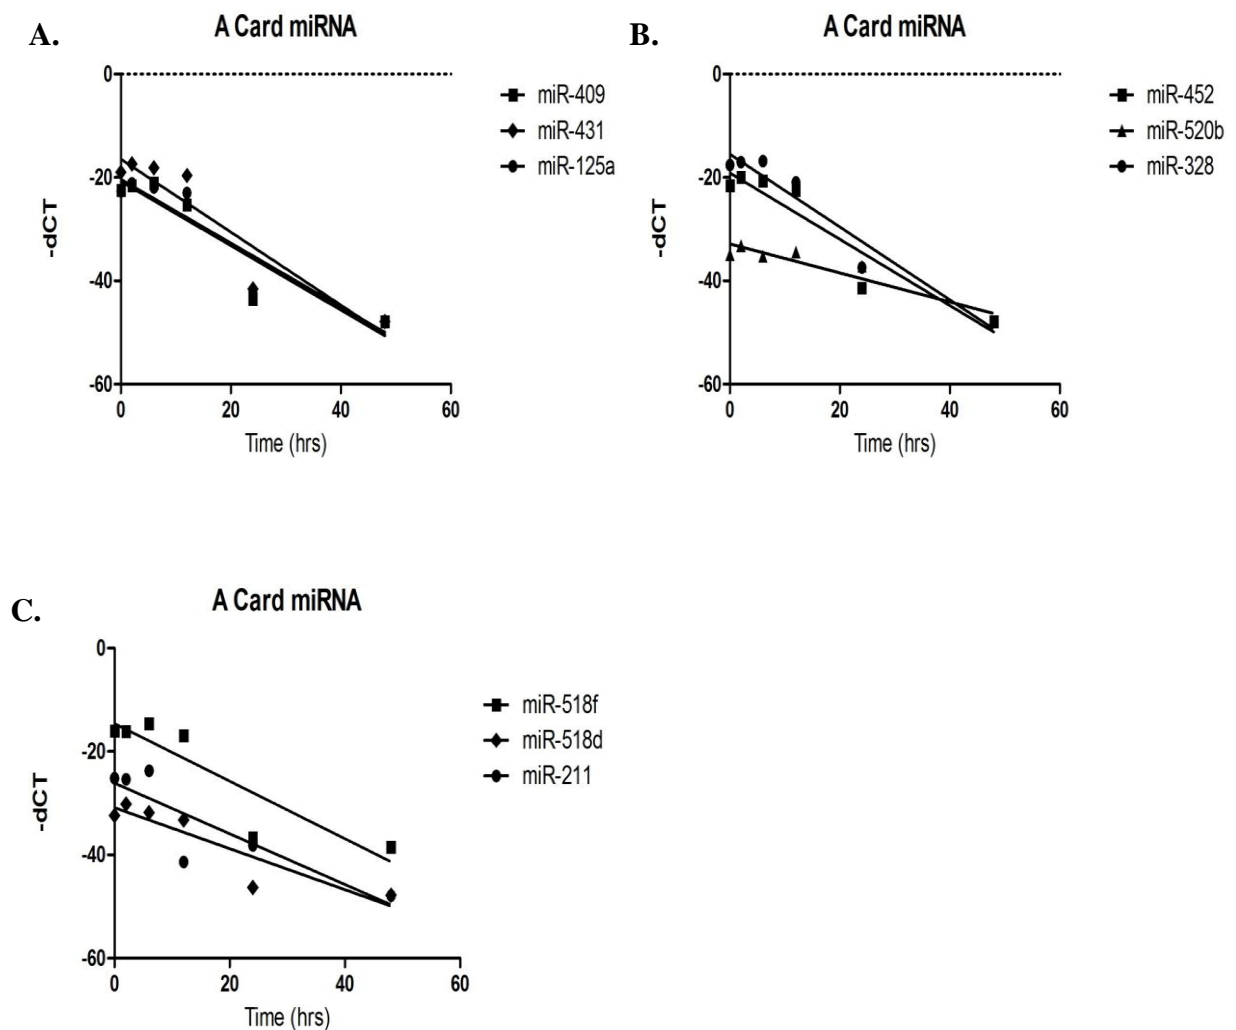 A.
A Card miRNA
0
-20
-40
-60
-dCT
0 20 40 60
Time (hrs)
miR-409
miR-431
miR-125a
B.
A Card miRNA
0
-20
-40
-60
-dCT
0 20 40 60
Time (hrs)
miR-452
miR-520b
miR-328
C.
A Card miRNA
0
-20
-40
-60
-dCT
0 20 40 60
Time (hrs)
miR-518f
miR-518d
miR-211